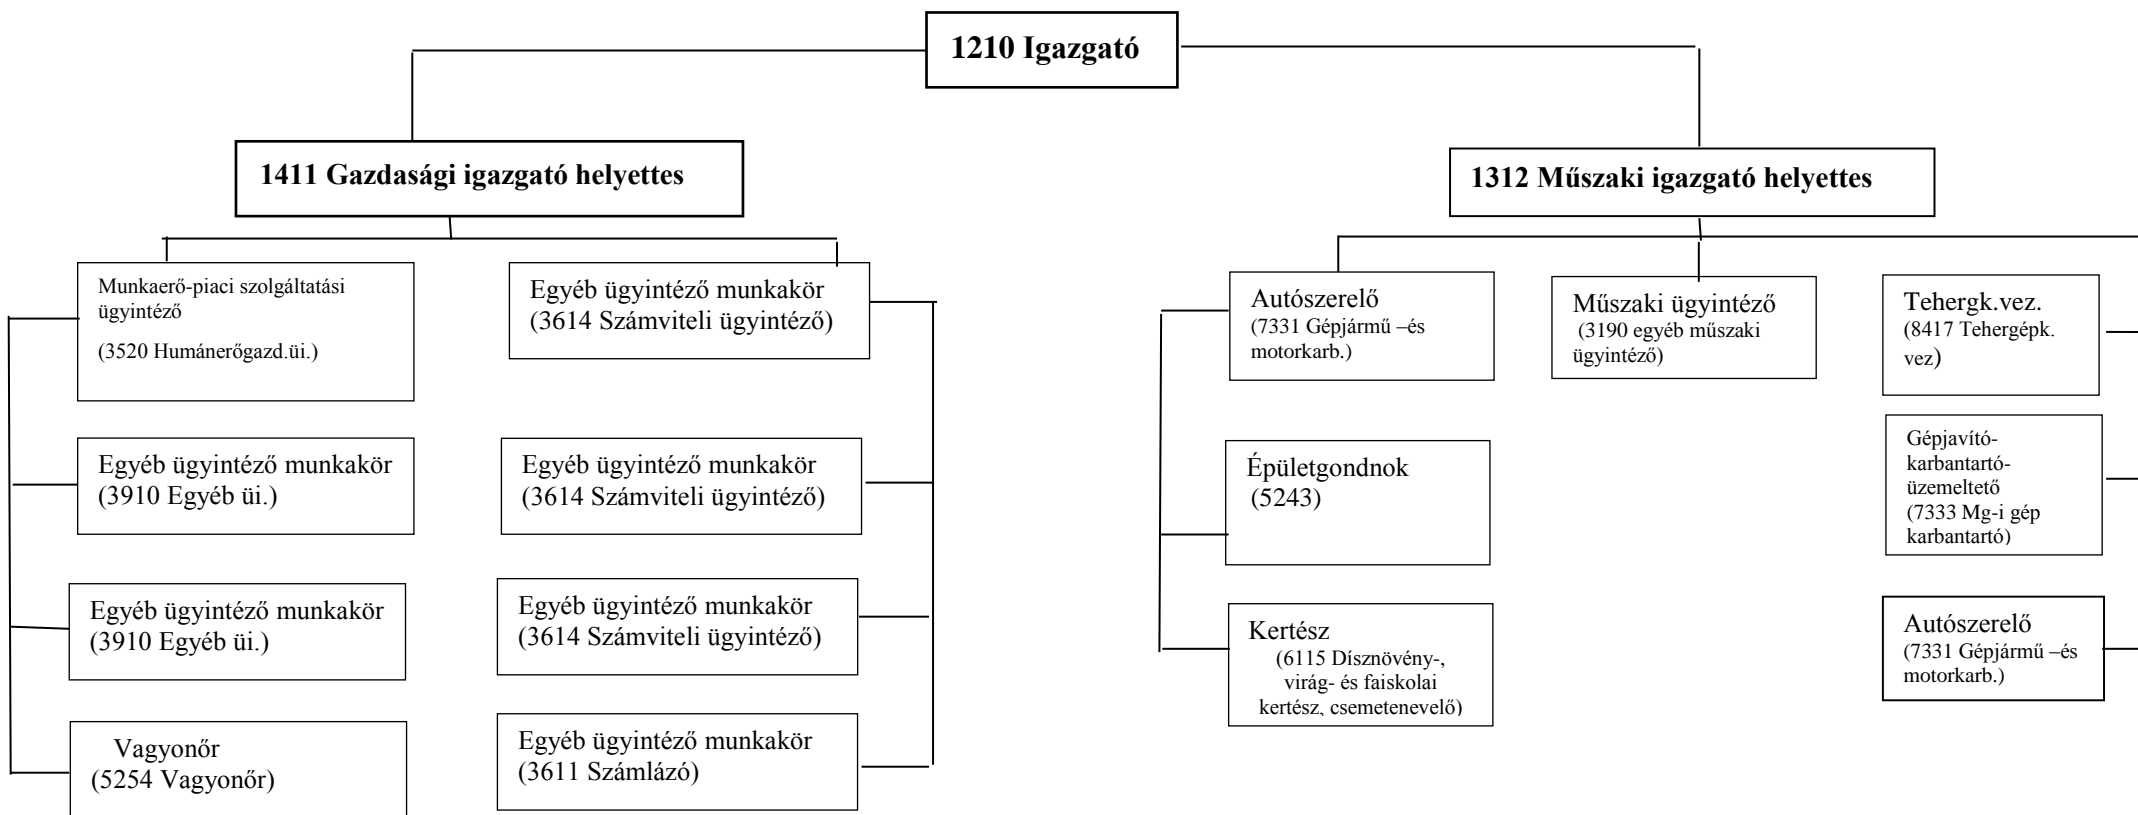 1210 Igazgató
1411 Gazdasági igazgató helyettes
1312 Műszaki igazgató helyettes
Munkaerő-piaci szolgáltatási
ügyintéző
(3520 Humánerőgazd.üi.)
Egyéb ügyintéző munkakör
(3614 Számviteli ügyintéző)
Autószerelő
(7331 Gépjármű –és
motorkarb.)
Műszaki ügyintéző
(3190 egyéb műszaki
ügyintéző)
Tehergk.vez.
(8417 Tehergépk.
vez)
Egyéb ügyintéző munkakör
(3910 Egyéb üi.)
Egyéb ügyintéző munkakör
(3614 Számviteli ügyintéző)
Épületgondnok
(5243)
Gépjavító-
karbantartó-
üzemeltető
(7333 Mg-i gép
karbantartó)
Egyéb ügyintéző munkakör
(3910 Egyéb üi.)
Egyéb ügyintéző munkakör
(3614 Számviteli ügyintéző)
Kertész
(6115 Dísznövény-,
virág- és faiskolai
kertész, csemetenevelő)
Autószerelő
(7331 Gépjármű –és
motorkarb.)
Vagyonőr
(5254 Vagyonőr)
Egyéb ügyintéző munkakör
(3611 Számlázó)